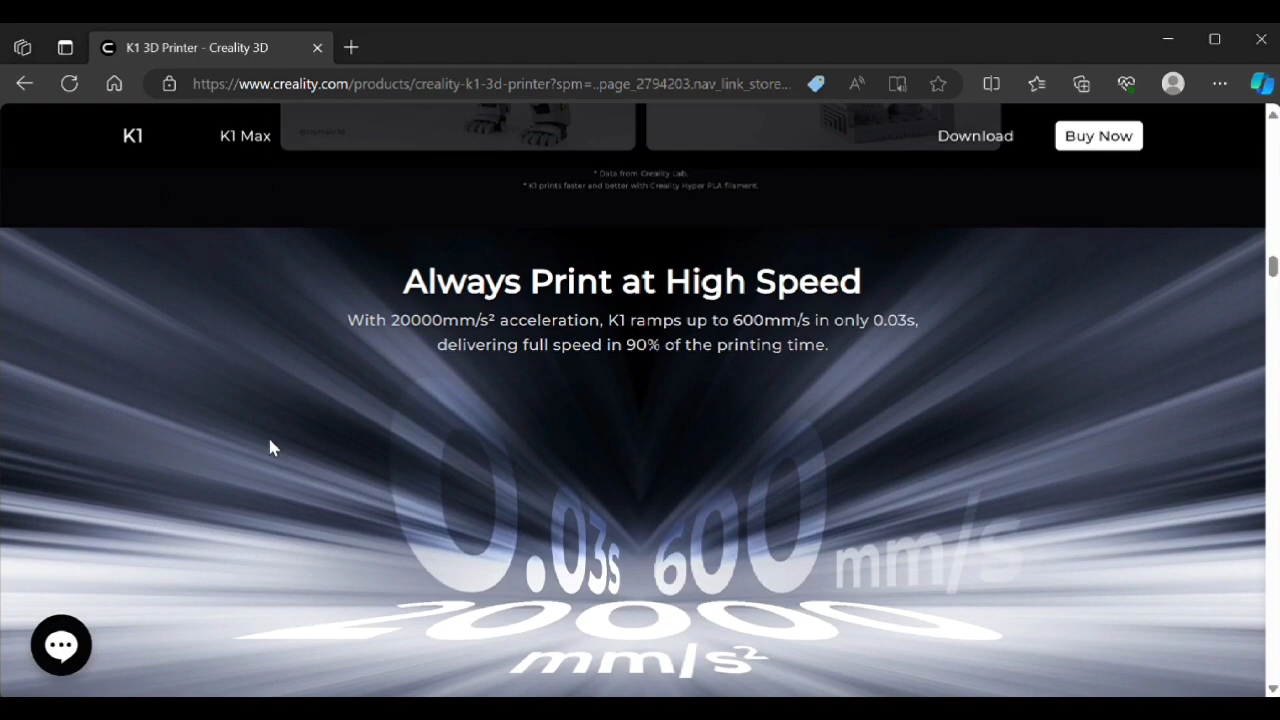 K1 3D Printer - Creality 3D
https://www.creality.com/products/creality-k1-3d-printer?spm=..page_2794203.nav_link_store...
K1
K1 Max
Download
Buy Now
* Data from Creality Lab.
* K1 prints faster and better with Creality Hyper PLA filament.
Always Print at High Speed
With 20000mm/s² acceleration, K1 ramps up to 600mm/s in only 0.03s,
delivering full speed in 90% of the printing time.
0.03s 600mm/s
20000
mm/s²